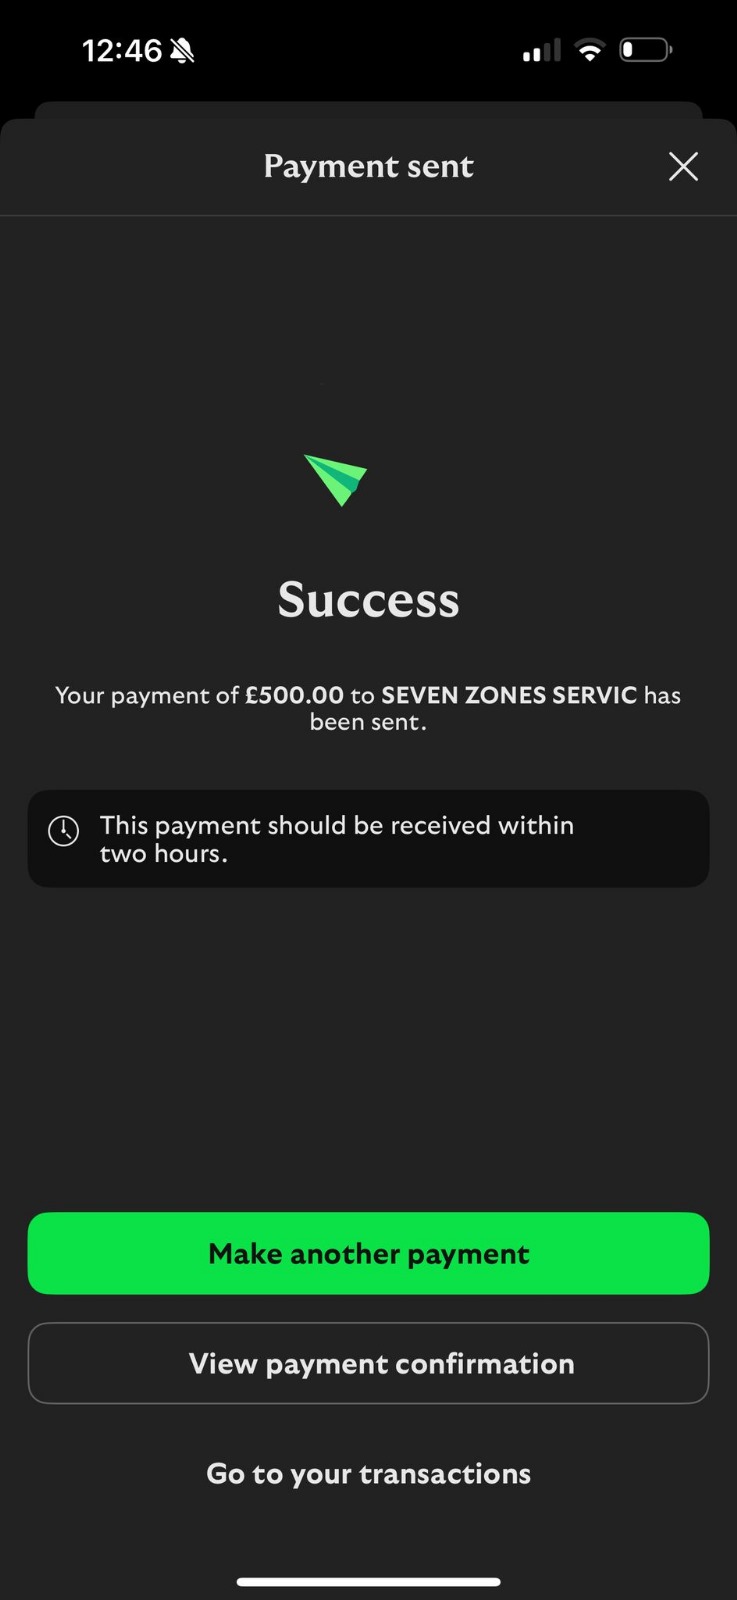 12:46
Payment sent
Success
Your payment of £500.00 to SEVEN ZONES SERVIC has
been sent.
This payment should be received within
two hours.
Make another payment
View payment confirmation
Go to your transactions